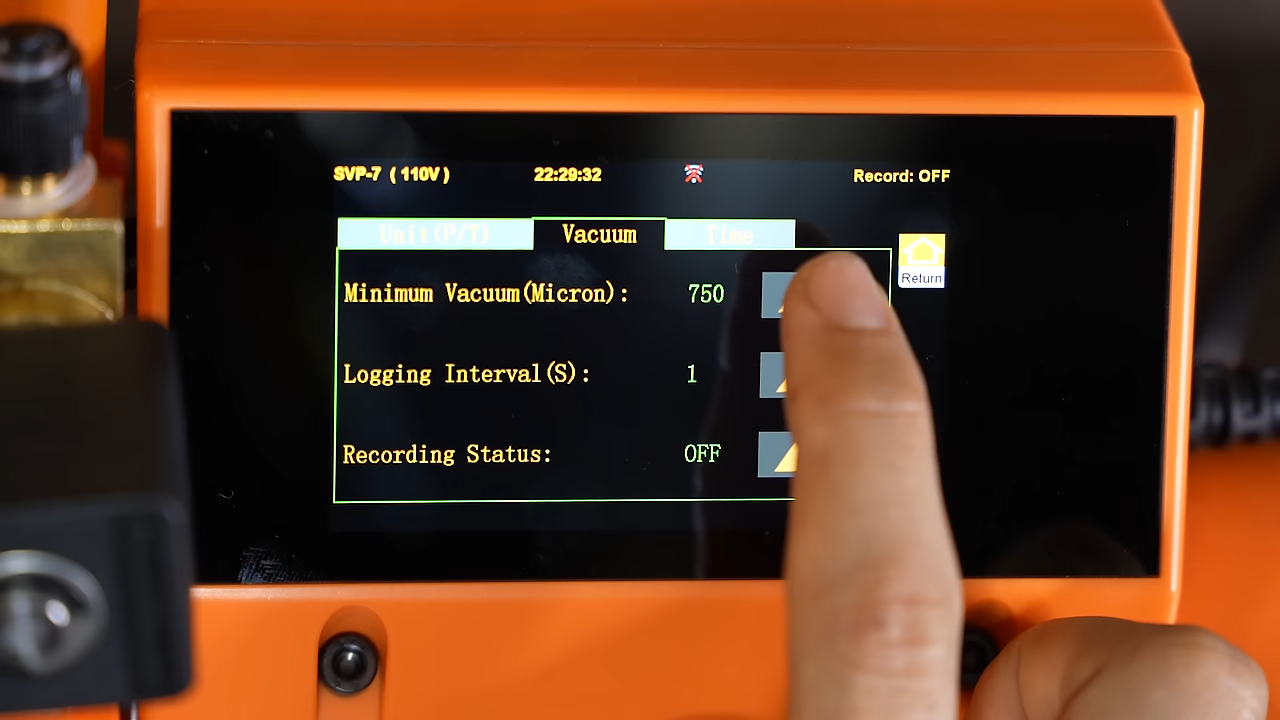 SVP-7 (110V)  22:29:32  Record: OFF
Unit(P/T)  Vacuum  Time
Return
Minimum Vacuum(Micron):  750
Logging Interval(S):  1
Recording Status:  OFF